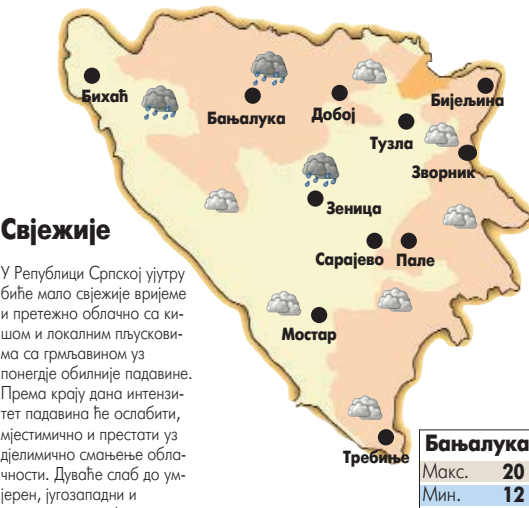 Бихаћ
Бањалука
Добој
Бијељина
Тузла
Зворник
Зеница
Сарајево
Пале
Мостар
Требиње
Свјежије
У Републици Српској ујутру
биће мало свјежије вријеме
и претежно облачно са ки-
шом и локалним пљускови-
ма са грмљавином уз
понегдје обилније падавине.
Према крају дана интензи-
тет падавина ће ослабити,
мјестимично и престати уз
дјелимично смањење обла-
чности. Дуваће слаб до ум-
јерен, југозападни и
Бањалука
Макс. 20
Мин. 12